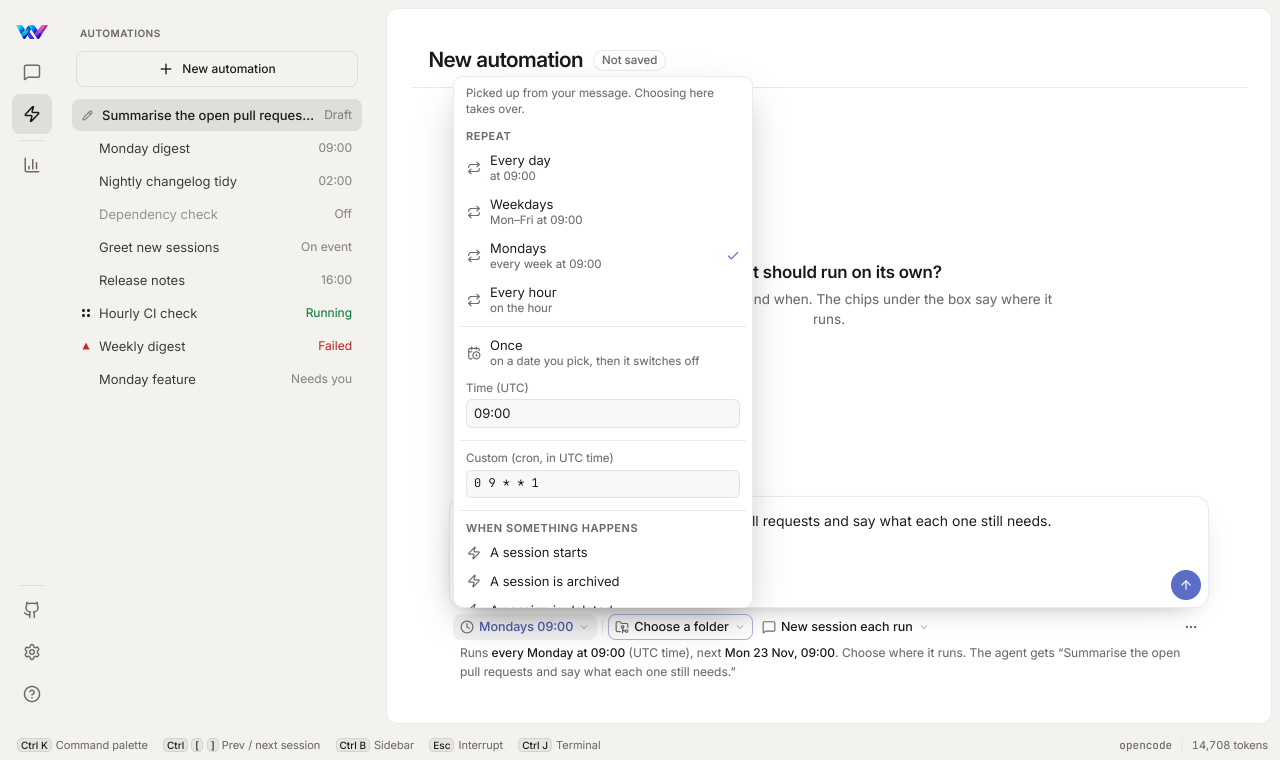 AUTOMATIONS
New automation
Summarise the open pull reques... Draft
Monday digest 09:00
Nightly changelog tidy 02:00
Dependency check Off
Greet new sessions On event
Release notes 16:00
Hourly CI check Running
Weekly digest Failed
Monday feature Needs you
New automation Not saved
Picked up from your message. Choosing here
takes over.
REPEAT
Every day
at 09:00
Weekdays
Mon–Fri at 09:00
Mondays
every week at 09:00
Every hour
on the hour
Once
on a date you pick, then it switches off
Time (UTC)
09:00
Custom (cron, in UTC time)
0 9 * * 1
WHEN SOMETHING HAPPENS
A session starts
A session is archived
t should run on its own?
nd when. The chips under the box say where it
runs.
ll requests and say what each one still needs.
Mondays 09:00 Choose a folder New session each run
Runs every Monday at 09:00 (UTC time), next Mon 23 Nov, 09:00. Choose where it runs. The agent gets “Summarise the open
pull requests and say what each one still needs.”
Ctrl K Command palette Ctrl [ ] Prev / next session Ctrl B Sidebar Esc Interrupt Ctrl J Terminal
opencode 14,708 tokens